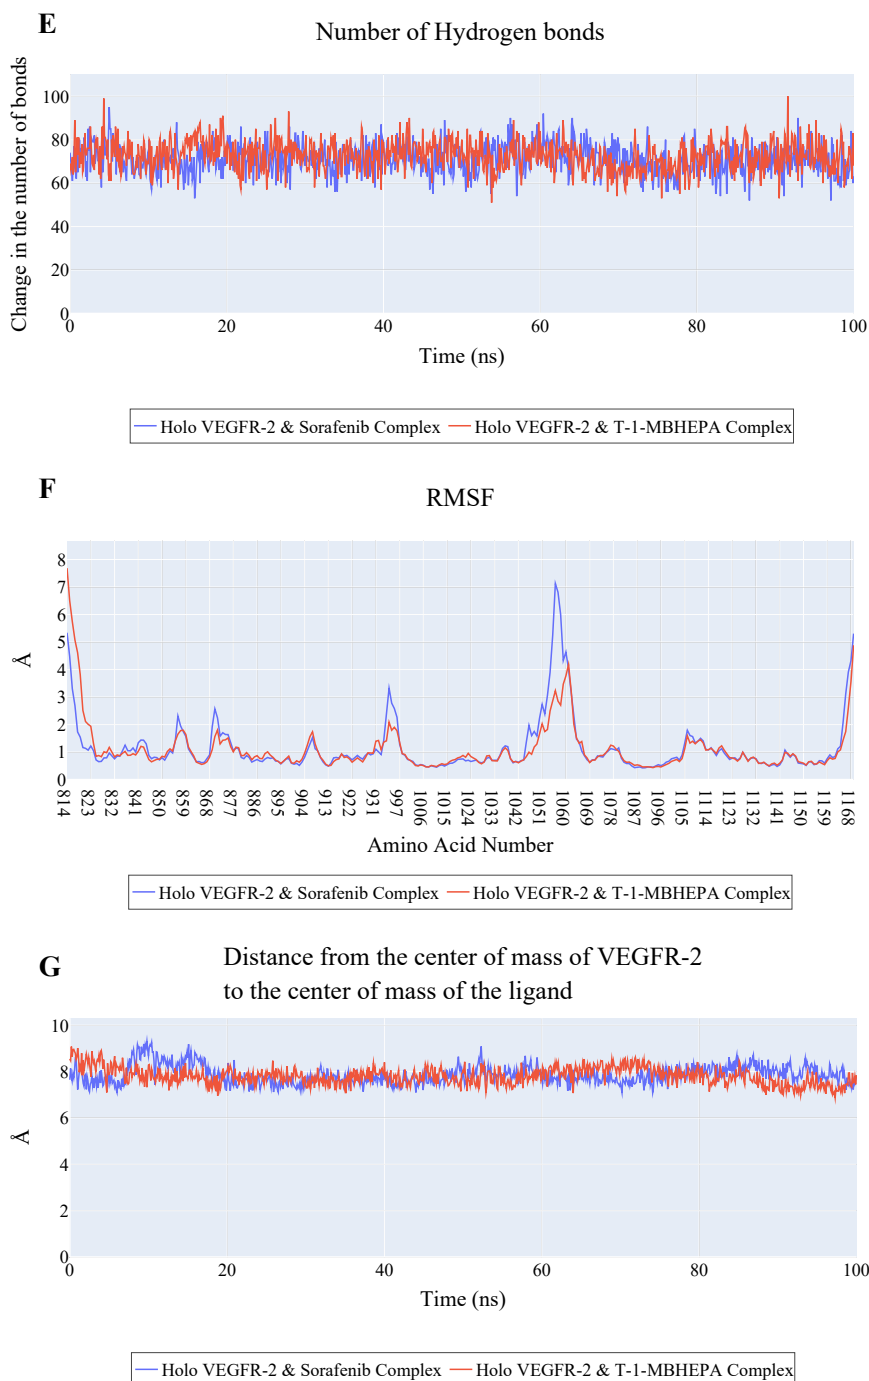 E
Number of Hydrogen bonds
Change in the number of bonds
100
80
60
40
20
0
0 20 40 60 80 100
Time (ns)
Holo VEGFR-2 & Sorafenib Complex Holo VEGFR-2 & T-1-MBHEPA Complex
F
RMSF
Å
8
7
6
5
4
3
2
1
0
814 823 832 841 850 859 868 877 886 895 904 913 922 931 997 1006 1015 1024 1033 1042 1051 1060 1069 1078 1087 1096 1105 1114 1123 1132 1141 1150 1159 1168
Amino Acid Number
Holo VEGFR-2 & Sorafenib Complex Holo VEGFR-2 & T-1-MBHEPA Complex
G
Distance from the center of mass of VEGFR-2
to the center of mass of the ligand
Å
10
8
6
4
2
0
0 20 40 60 80 100
Time (ns)
Holo VEGFR-2 & Sorafenib Complex Holo VEGFR-2 & T-1-MBHEPA Complex